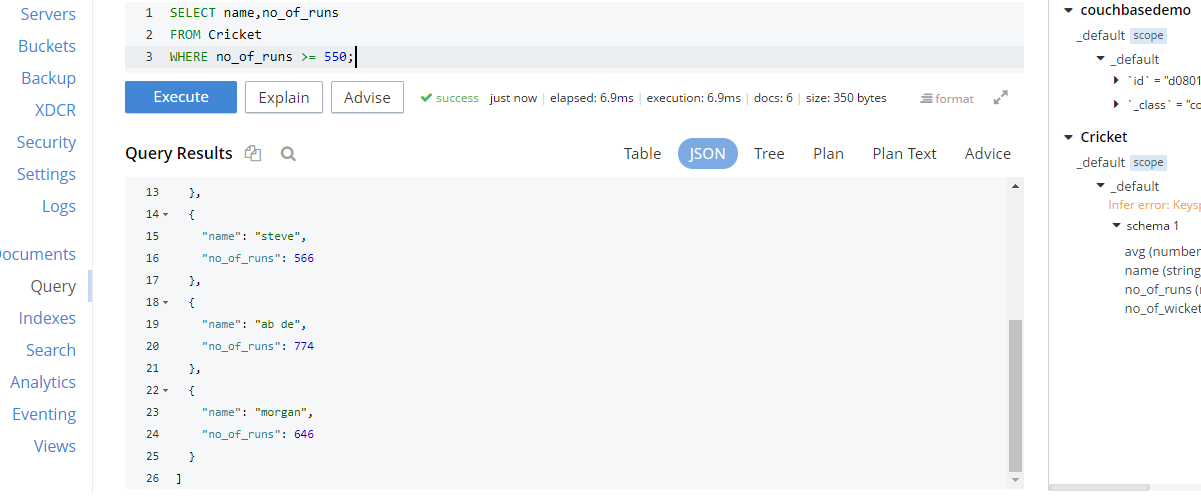 Servers
Buckets
Backup
XDCR
Security
Settings
Logs
ocuments
Query
Indexes
Search
Analytics
Eventing
Views
1 SELECT name,no_of_runs
2 FROM Cricket
3 WHERE no_of_runs >= 550;
Execute Explain Advise success just now | elapsed: 6.9ms | execution: 6.9ms | docs: 6 | size: 350 bytes format
Query Results Table JSON Tree Plan Plan Text Advice
13 },
14 {
15 "name": "steve",
16 "no_of_runs": 566
17 },
18 {
19 "name": "ab de",
20 "no_of_runs": 774
21 },
22 {
23 "name": "morgan",
24 "no_of_runs": 646
25 }
26 ]
couchbasedemo
_default scope
_default
`id` = "d0801
`_class` = "co
Cricket
_default scope
_default
Infer error: Keysp
schema 1
avg (number
name (string
no_of_runs (
no_of_wicket